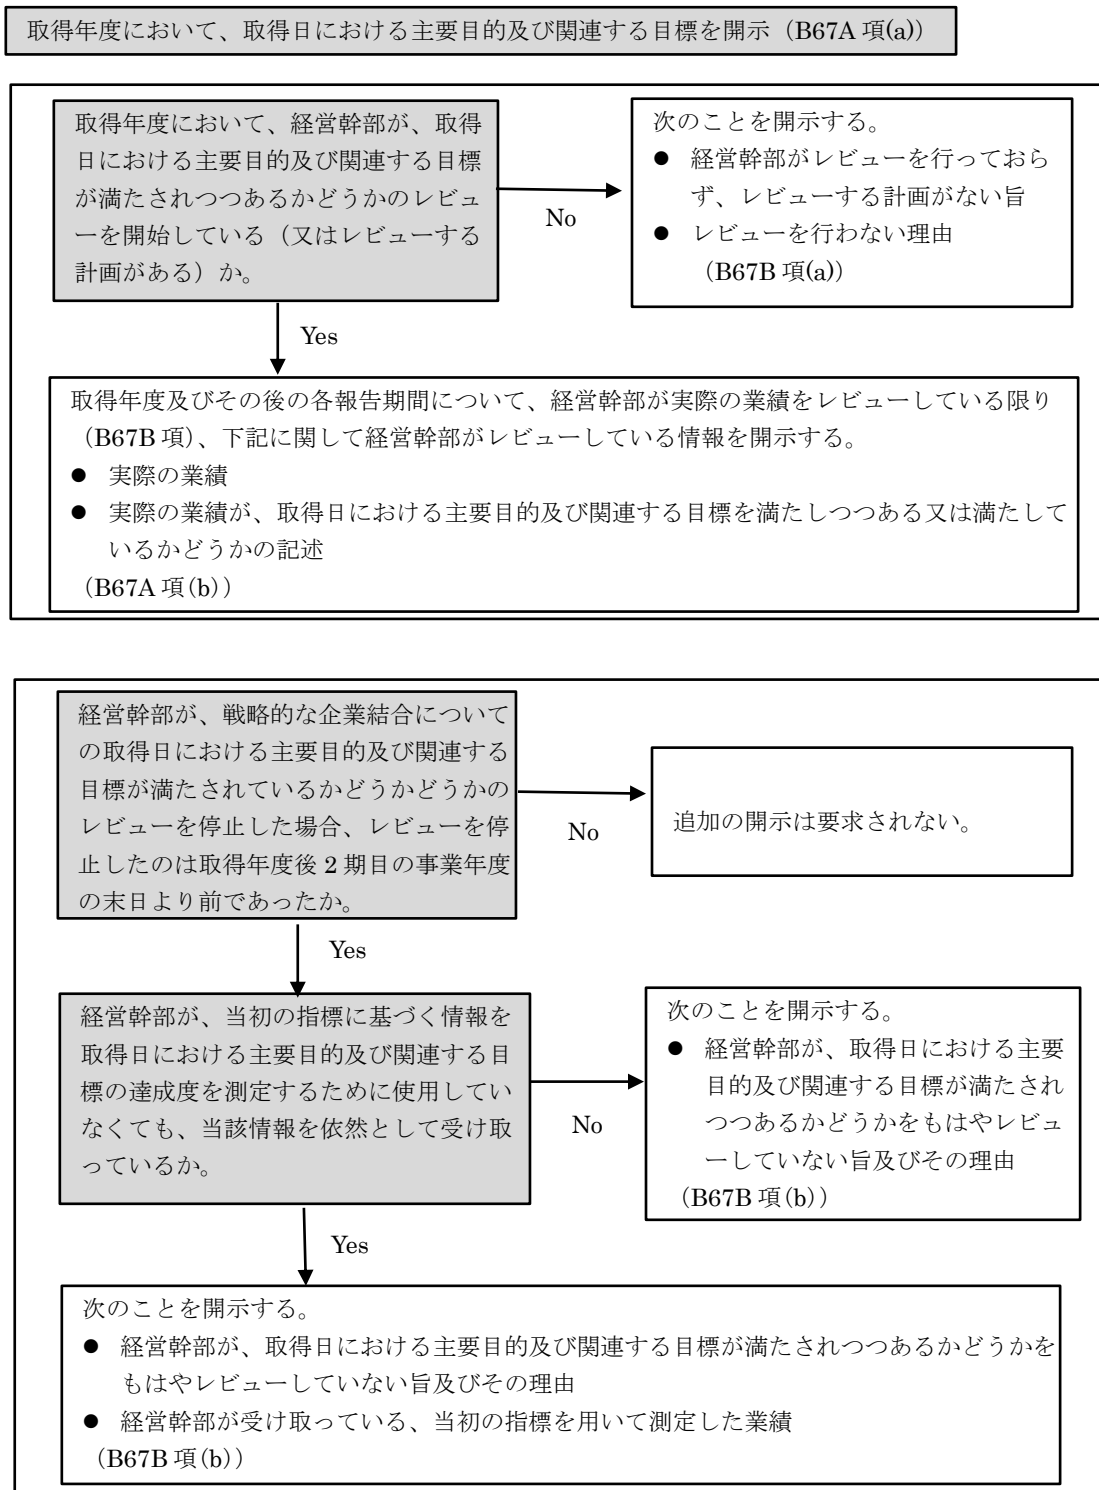 取得年度において、取得日における主要目的及び関連する目標を開示（B67A 項(a)）
取得年度において、経営幹部が、取得
日における主要目的及び関連する目標
が満たされつつあるかどうかのレビュ
ーを開始している（又はレビューする
計画がある）か。
No
次のことを開示する。
● 経営幹部がレビューを行っておら
ず、レビューする計画がない旨
● レビューを行わない理由
（B67B 項(a)）
Yes
取得年度及びその後の各報告期間について、経営幹部が実際の業績をレビューしている限り
（B67B 項）、下記に関して経営幹部がレビューしている情報を開示する。
● 実際の業績
● 実際の業績が、取得日における主要目的及び関連する目標を満たしつつある又は満たして
いるかどうかの記述
（B67A 項(b)）
経営幹部が、戦略的な企業結合について
の取得日における主要目的及び関連する
目標が満たされているかどうかどうかの
レビューを停止した場合、レビューを停
止したのは取得年度後 2 期目の事業年度
の末日より前であったか。
No
追加の開示は要求されない。
Yes
経営幹部が、当初の指標に基づく情報を
取得日における主要目的及び関連する目
標の達成度を測定するために使用してい
なくても、当該情報を依然として受け取
っているか。
No
次のことを開示する。
● 経営幹部が、取得日における主要
目的及び関連する目標が満たされ
つつあるかどうかをもはやレビュ
ーしていない旨及びその理由
（B67B 項(b)）
Yes
次のことを開示する。
● 経営幹部が、取得日における主要目的及び関連する目標が満たされつつあるかどうかを
もはやレビューしていない旨及びその理由
● 経営幹部が受け取っている、当初の指標を用いて測定した業績
（B67B 項(b)）